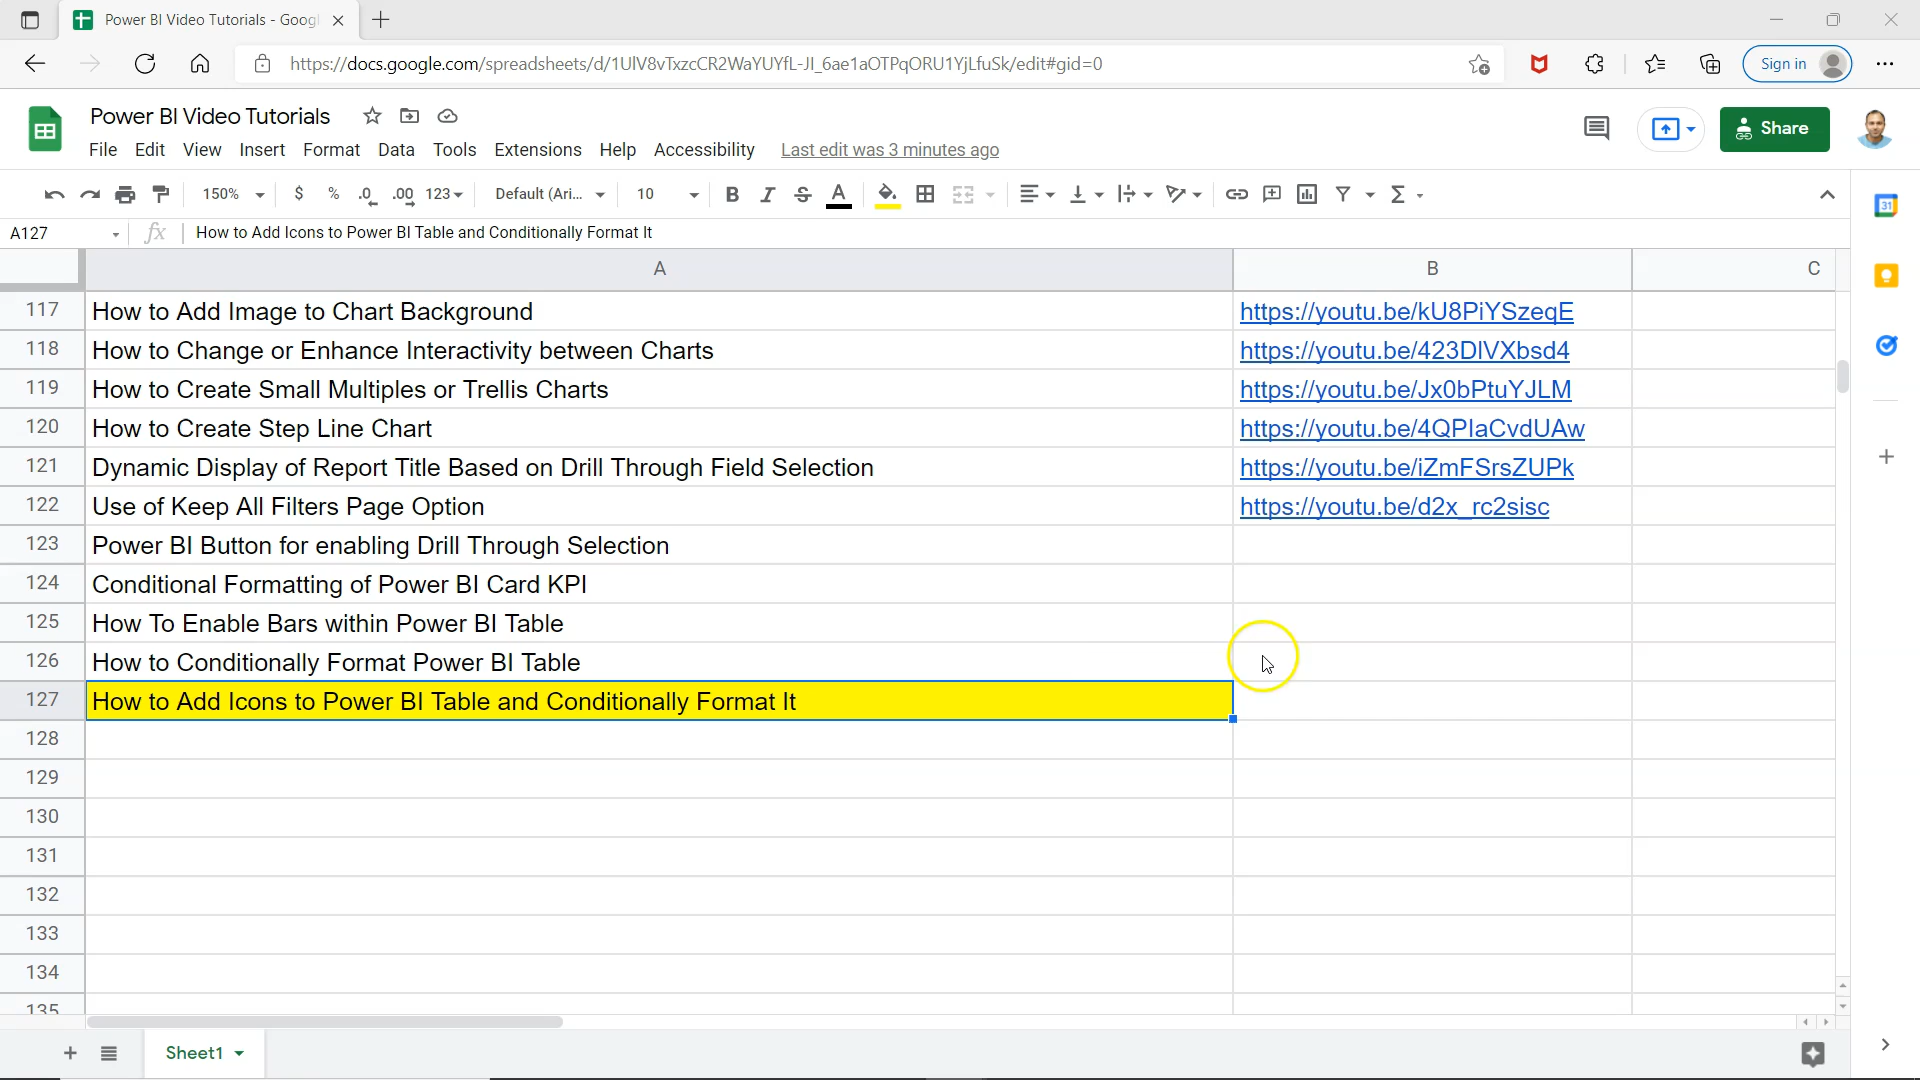 Power BI Video Tutorials - Googl
https://docs.google.com/spreadsheets/d/1UlV8vTxzcCR2WaYUYfL-JI_6ae1aOTPqORU1YjLfuSk/edit#gid=0
Sign in
Power BI Video Tutorials
File Edit View Insert Format Data Tools Extensions Help Accessibility Last edit was 3 minutes ago
Share
150% $ % .0 .00 123 Default (Ari... 10 B I S A Σ
31
A127 fx How to Add Icons to Power BI Table and Conditionally Format It
A B C
117 How to Add Image to Chart Background https://youtu.be/kU8PiYSzeqE
118 How to Change or Enhance Interactivity between Charts https://youtu.be/423DIVXbsd4
119 How to Create Small Multiples or Trellis Charts https://youtu.be/Jx0bPtuYJLM
120 How to Create Step Line Chart https://youtu.be/4QPlaCvdUAw
121 Dynamic Display of Report Title Based on Drill Through Field Selection https://youtu.be/iZmFSrsZUPk
122 Use of Keep All Filters Page Option https://youtu.be/d2x_rc2sisc
123 Power BI Button for enabling Drill Through Selection
124 Conditional Formatting of Power BI Card KPI
125 How To Enable Bars within Power BI Table
126 How to Conditionally Format Power BI Table
127 How to Add Icons to Power BI Table and Conditionally Format It
128
129
130
131
132
133
134
135
Sheet1